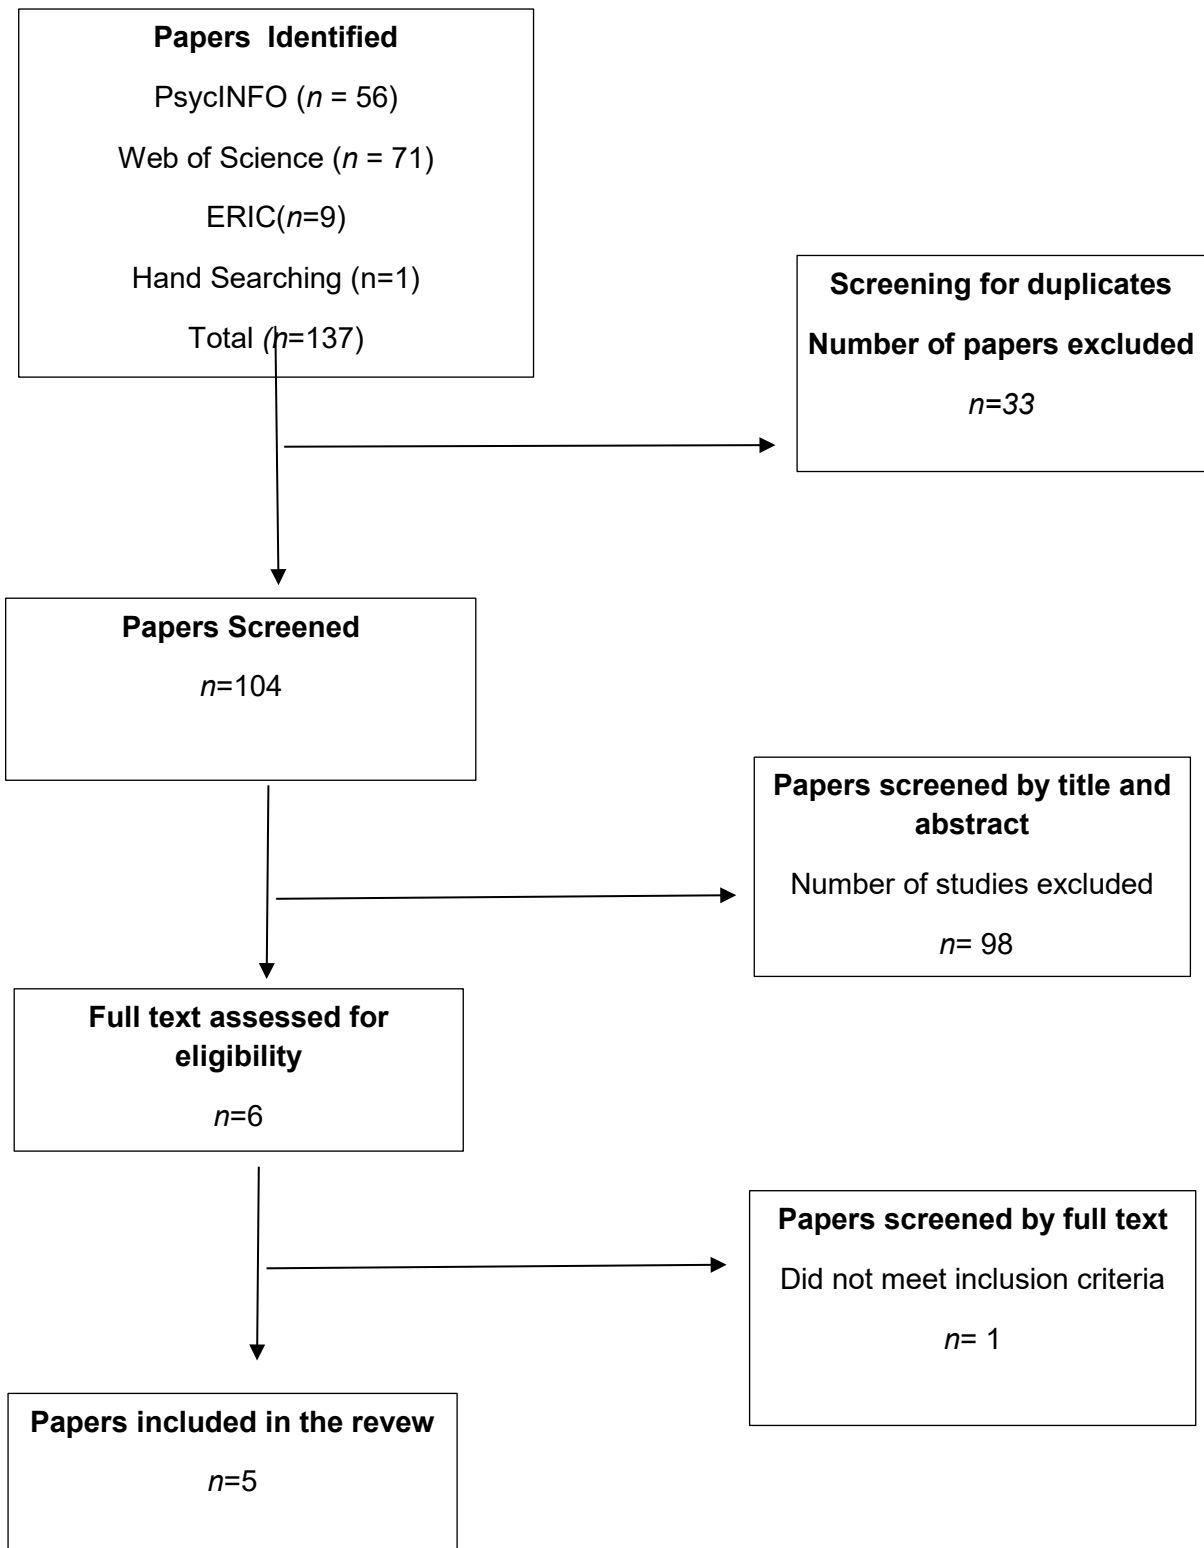 Papers Identified
PsycINFO (n = 56)
Web of Science (n = 71)
ERIC(n=9)
Hand Searching (n=1)
Total (n=137)
Screening for duplicates
Number of papers excluded
n=33
Papers Screened
n=104
Papers screened by title and
abstract
Number of studies excluded
n= 98
Full text assessed for
eligibility
n=6
Papers screened by full text
Did not meet inclusion criteria
n= 1
Papers included in the revew
n=5